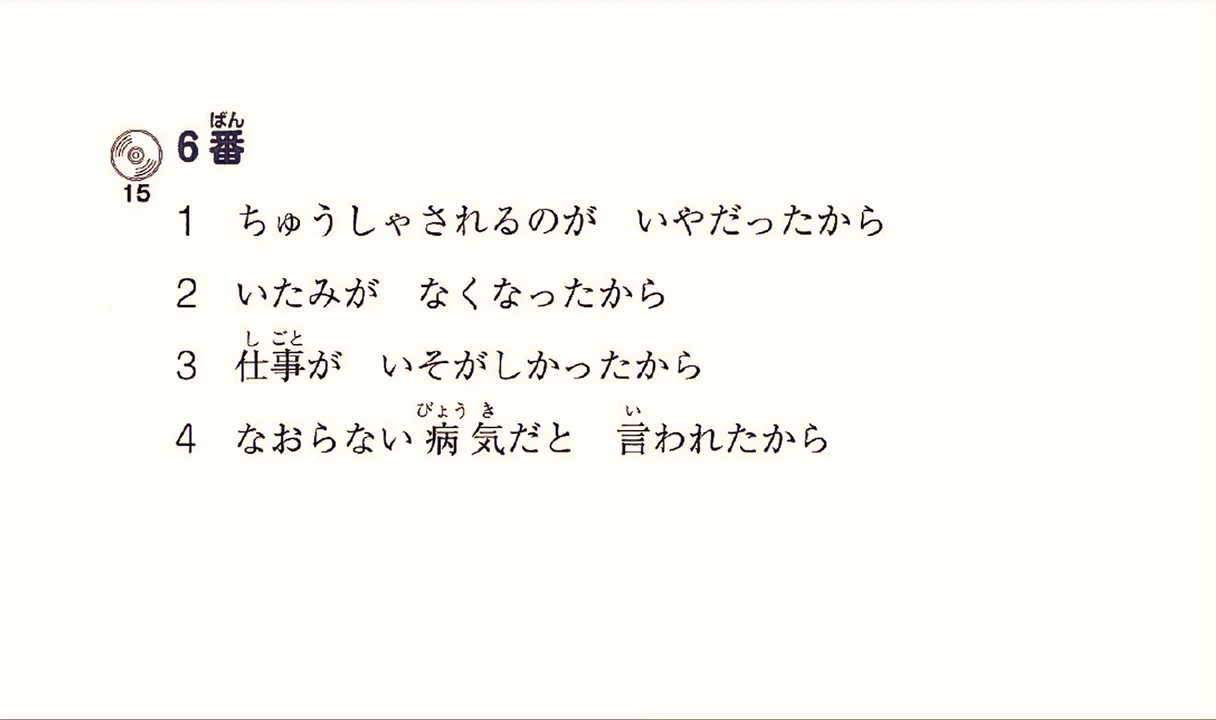 6番
ばん
15
1 ちゅうしゃされるのが いやだったから
2 いたみが なくなったから
3 仕事が いそがしかったから
しごと
4 なおらない病気だと 言われたから
びょうき い